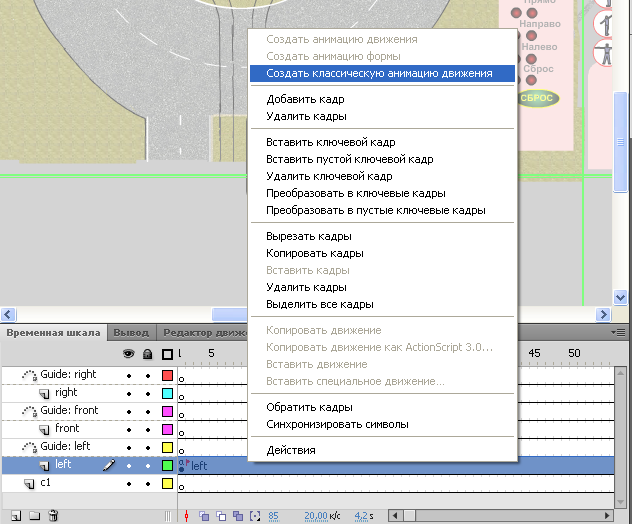 Прямо
Направо
Налево
Сброс
СБРОС
Создать анимацию движения
Создать анимацию формы
Создать классическую анимацию движения
Добавить кадр
Удалить кадры
Вставить ключевой кадр
Вставить пустой ключевой кадр
Удалить ключевой кадр
Преобразовать в ключевые кадры
Преобразовать в пустые ключевые кадры
Вырезать кадры
Копировать кадры
Вставить кадры
Удалить кадры
Выделить все кадры
Копировать движение
Копировать движение как ActionScript 3.0...
Вставить движение
Вставить специальное движение...
Обратить кадры
Синхронизировать символы
Действия
Временная шкала Вывод Редактор движе
1 5 45 50
Guide: right
right
Guide: front
front
Guide: left
left left
c1
85 20,00 к/с 4,2 s